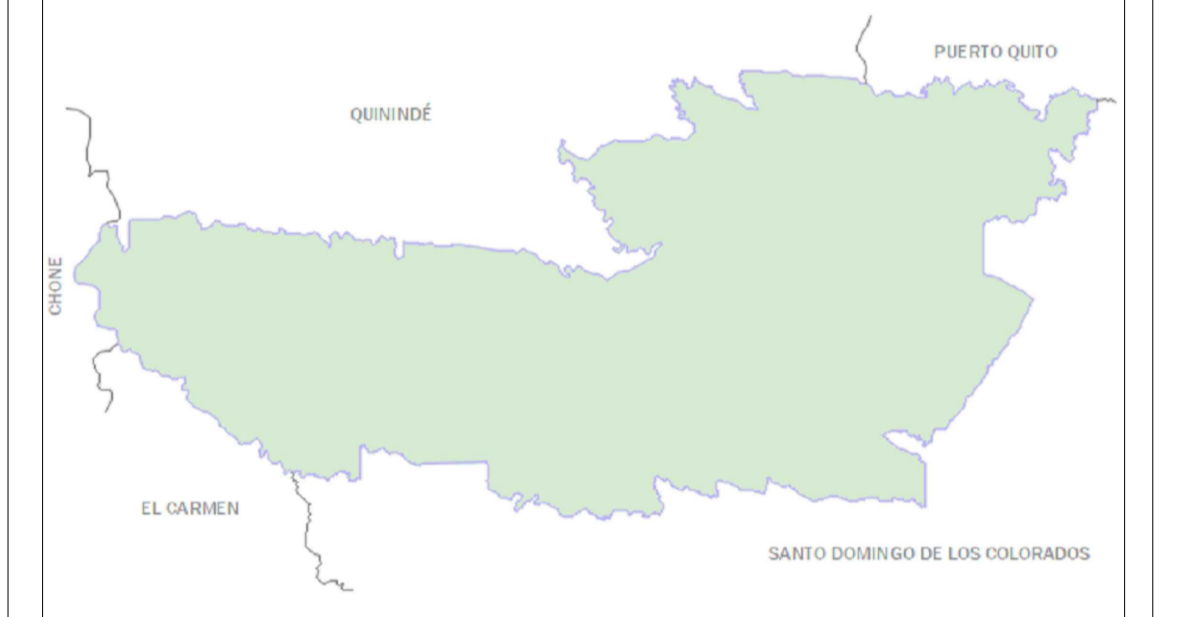 PUERTO QUITO
QUININDÉ
CHONE
EL CARMEN
SANTO DOMINGO DE LOS COLORADOS